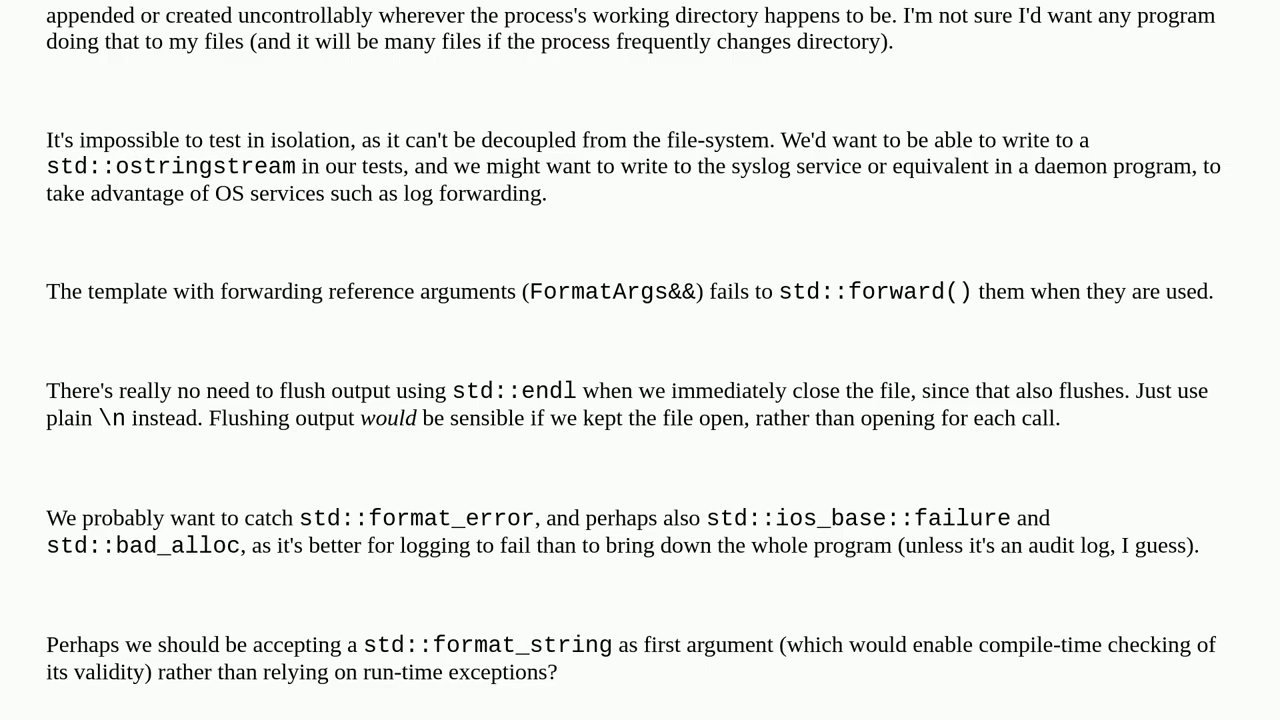 appended or created uncontrollably wherever the process's working directory happens to be. I'm not sure I'd want any program
doing that to my files (and it will be many files if the process frequently changes directory).
It's impossible to test in isolation, as it can't be decoupled from the file-system. We'd want to be able to write to a
std::ostringstream in our tests, and we might want to write to the syslog service or equivalent in a daemon program, to
take advantage of OS services such as log forwarding.
The template with forwarding reference arguments (FormatArgs&&) fails to std::forward() them when they are used.
There's really no need to flush output using std::endl when we immediately close the file, since that also flushes. Just use
plain \n instead. Flushing output would be sensible if we kept the file open, rather than opening for each call.
We probably want to catch std::format_error, and perhaps also std::ios_base::failure and
std::bad_alloc, as it's better for logging to fail than to bring down the whole program (unless it's an audit log, I guess).
Perhaps we should be accepting a std::format_string as first argument (which would enable compile-time checking of
its validity) rather than relying on run-time exceptions?